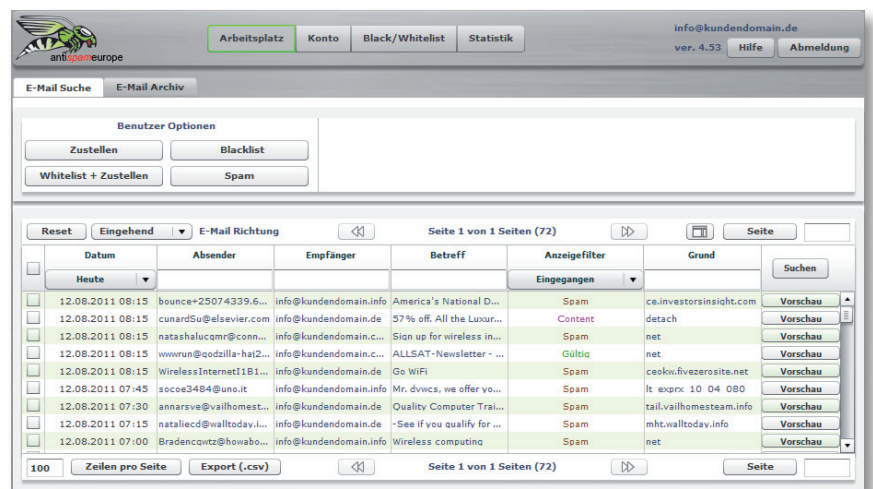 antispameurope
Arbeitsplatz Konto Black/Whitelist Statistik
info@kundendomain.de
ver. 4.53 Hilfe Abmeldung
E-Mail Suche E-Mail Archiv
Benutzer Optionen
Zustellen Blacklist
Whitelist + Zustellen Spam
Reset Eingehend E-Mail Richtung Seite 1 von 1 Seiten (72) Seite
Datum Absender Empfänger Betreff Anzeigefilter Grund Suchen
Heute Eingegangen
12.08.2011 08:15 bounce+25074339.6... info@kundendomain.info America's National D... Spam ce.investorsinsight.com Vorschau
12.08.2011 08:15 cunardSu@elsevier.com info@kundendomain.de 57% off. All the Luxur... Content detach Vorschau
12.08.2011 08:15 natashalucqmr@conn... info@kundendomain.c... Sign up for wireless in... Spam net Vorschau
12.08.2011 08:15 wwwrun@godzilla-haj2... info@kundendomain.c... ALLSAT-Newsletter - ... Gültig net Vorschau
12.08.2011 08:15 WirelessInternetI1B1... info@kundendomain.de Go WiFi Spam ceokw.fivezerosite.net Vorschau
12.08.2011 07:45 socoe3484@uno.it info@kundendomain.info Mr. dvwcs, we offer yo... Spam lt exprx 10 04 080 Vorschau
12.08.2011 07:30 annarsve@vailhomest... info@kundendomain.de Quality Computer Trai... Spam tail.vailhomesteam.info Vorschau
12.08.2011 07:15 nataliecd@walltoday.i... info@kundendomain.de -See if you qualify for ... Spam mht.walltoday.info Vorschau
12.08.2011 07:00 Bradencqwtz@howabo... info@kundendomain.info Wireless computing Spam net Vorschau
100 Zeilen pro Seite Export (.csv) Seite 1 von 1 Seiten (72) Seite